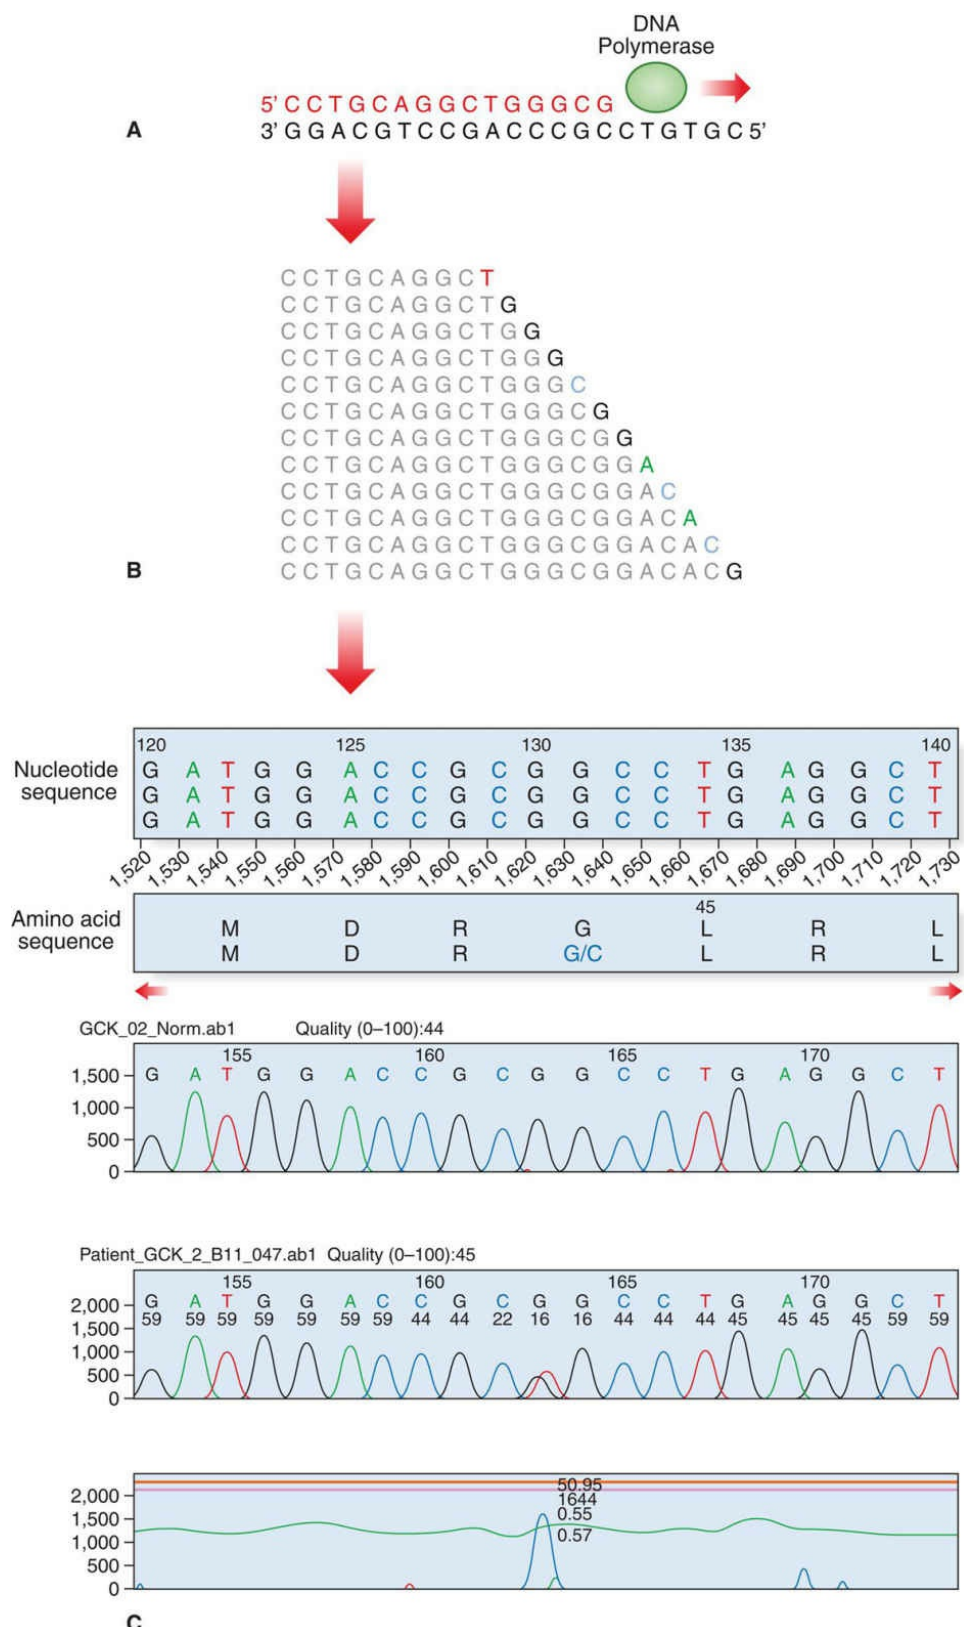 DNA
Polymerase
5' C C T G C A G G C T G G G C G
A
3' G G A C G T C C G A C C C G C C T G T G C 5'
C C T G C A G G C T
C C T G C A G G C T G
C C T G C A G G C T G G
C C T G C A G G C T G G G
C C T G C A G G C T G G G C
C C T G C A G G C T G G G C G
C C T G C A G G C T G G G C G G
C C T G C A G G C T G G G C G G A
C C T G C A G G C T G G G C G G A C
C C T G C A G G C T G G G C G G A C A
C C T G C A G G C T G G G C G G A C A C
B
C C T G C A G G C T G G G C G G A C A C G
120 125 130 135 140
Nucleotide
sequence
G A T G G A C C G C G G C C T G A G G C T
G A T G G A C C G C G G C C T G A G G C T
G A T G G A C C G C G G C C T G A G G C T
1,520 1,530 1,540 1,550 1,560 1,570 1,580 1,590 1,600 1,610 1,620 1,630 1,640 1,650 1,660 1,670 1,680 1,690 1,700 1,710 1,720 1,730
Amino acid
sequence
45
M D R G L R L
M D R G/C L R L
GCK_02_Norm.ab1 Quality (0–100):44
155 160 165 170
G A T G G A C C G C G G C C T G A G G C T
1,500
1,000
500
0
Patient_GCK_2_B11_047.ab1 Quality (0–100):45
155 160 165 170
G A T G G A C C G C G G C C T G A G G C T
59 59 59 59 59 59 59 44 44 22 16 16 44 44 44 45 45 45 45 59 59
2,000
1,500
1,000
500
0
50.95
1644
0.55
0.57
2,000
1,500
1,000
500
0
C